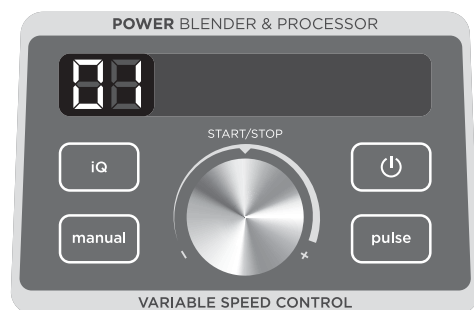 POWER BLENDER & PROCESSOR
01
START/STOP
iQ
manual
pulse
- +
VARIABLE SPEED CONTROL